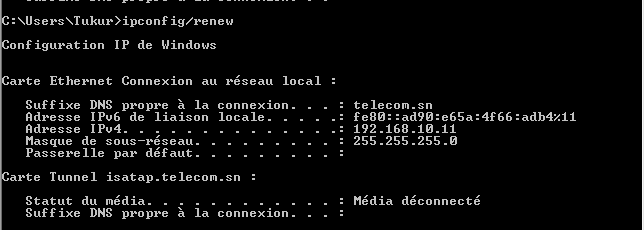 C:\Users\Tukur>ipconfig/renew
Configuration IP de Windows
Carte Ethernet Connexion au réseau local :
Suffixe DNS propre à la connexion. . . : telecom.sn
Adresse IPv6 de liaison locale. . . . .: fe80::ad90:e65a:4f66:adb4%11
Adresse IPv4. . . . . . . . . . . . . .: 192.168.10.11
Masque de sous-réseau. . . . . . . . . : 255.255.255.0
Passerelle par défaut. . . . . . . . . :
Carte Tunnel isatap.telecom.sn :
Statut du média. . . . . . . . . . . . : Média déconnecté
Suffixe DNS propre à la connexion. . . :